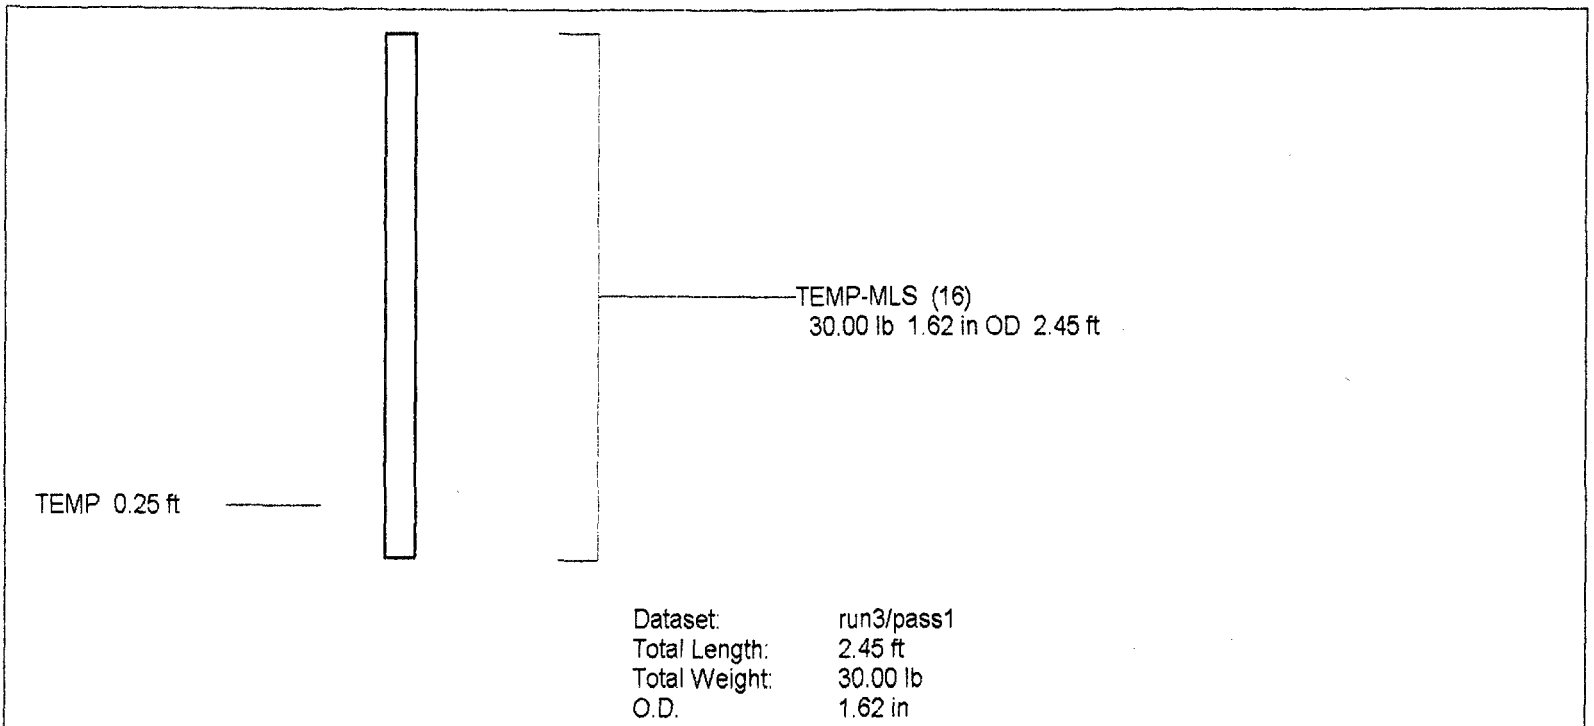 TEMP-MLS (16)
30.00 lb 1.62 in OD 2.45 ft
TEMP 0.25 ft
Dataset: run3/pass1
Total Length: 2.45 ft
Total Weight: 30.00 lb
O.D. 1.62 in